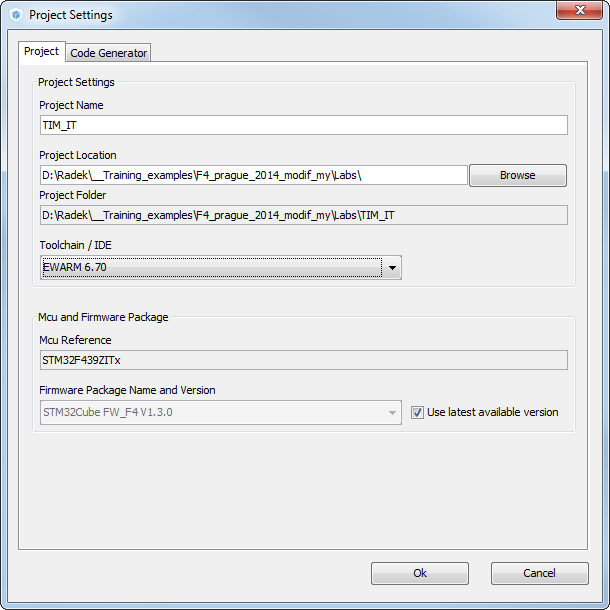 Project Settings
Project Code Generator
Project Settings
Project Name
TIM_IT
Project Location
D:\Radek\__Training_examples\F4_prague_2014_modif_my\Labs\ Browse
Project Folder
D:\Radek\__Training_examples\F4_prague_2014_modif_my\Labs\TIM_IT
Toolchain / IDE
EWARM 6.70
Mcu and Firmware Package
Mcu Reference
STM32F439ZITx
Firmware Package Name and Version
STM32Cube FW_F4 V1.3.0 Use latest available version
Ok Cancel